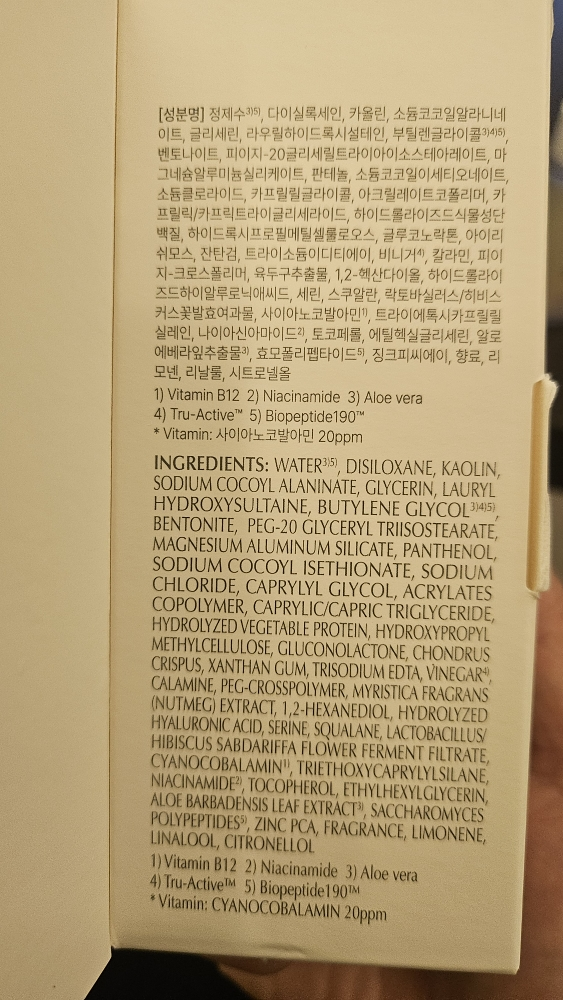 [성분명] 정제수³⁾⁵⁾, 다이실록세인, 카올린, 소듐코코일알라니네
이트, 글리세린, 라우릴하이드록시설테인, 부틸렌글라이콜³⁾⁴⁾⁵⁾,
벤토나이트, 피이지-20글리세릴트라이아이소스테아레이트, 마
그네슘알루미늄실리케이트, 판테놀, 소듐코코일이세티오네이트,
소듐클로라이드, 카프릴릴글라이콜, 아크릴레이트코폴리머, 카
프릴릭/카프릭트라이글리세라이드, 하이드롤라이즈드식물성단
백질, 하이드록시프로필메틸셀룰로오스, 글루코노락톤, 아이리
쉬모스, 잔탄검, 트라이소듐이디티에이, 비니거⁴⁾, 칼라민, 피이
지-크로스폴리머, 육두구추출물, 1,2-헥산다이올, 하이드롤라이
즈드하이알루로닉애씨드, 세린, 스쿠알란, 락토바실러스/히비스
커스꽃발효여과물, 사이아노코발아민¹⁾, 트라이에톡시카프릴릴
실레인, 나이아신아마이드²⁾, 토코페롤, 에틸헥실글리세린, 알로
에베라잎추출물³⁾, 효모폴리펩타이드⁵⁾, 징크피씨에이, 향료, 리
모넨, 리날룰, 시트로넬올
1) Vitamin B12 2) Niacinamide 3) Aloe vera
4) Tru-Active™ 5) Biopeptide190™
* Vitamin: 사이아노코발아민 20ppm
INGREDIENTS: WATER³⁾⁵⁾, DISILOXANE, KAOLIN,
SODIUM COCOYL ALANINATE, GLYCERIN, LAURYL
HYDROXYSULTAINE, BUTYLENE GLYCOL³⁾⁴⁾⁵⁾,
BENTONITE, PEG-20 GLYCERYL TRIISOSTEARATE,
MAGNESIUM ALUMINUM SILICATE, PANTHENOL,
SODIUM COCOYL ISETHIONATE, SODIUM
CHLORIDE, CAPRYLYL GLYCOL, ACRYLATES
COPOLYMER, CAPRYLIC/CAPRIC TRIGLYCERIDE,
HYDROLYZED VEGETABLE PROTEIN, HYDROXYPROPYL
METHYLCELLULOSE, GLUCONOLACTONE, CHONDRUS
CRISPUS, XANTHAN GUM, TRISODIUM EDTA, VINEGAR⁴⁾,
CALAMINE, PEG-CROSSPOLYMER, MYRISTICA FRAGRANS
(NUTMEG) EXTRACT, 1,2-HEXANEDIOL, HYDROLYZED
HYALURONIC ACID, SERINE, SQUALANE, LACTOBACILLUS/
HIBISCUS SABDARIFFA FLOWER FERMENT FILTRATE,
CYANOCOBALAMIN¹⁾, TRIETHOXYCAPRYLYLSILANE,
NIACINAMIDE²⁾, TOCOPHEROL, ETHYLHEXYLGLYCERIN,
ALOE BARBADENSIS LEAF EXTRACT³⁾, SACCHAROMYCES
POLYPEPTIDES⁵⁾, ZINC PCA, FRAGRANCE, LIMONENE,
LINALOOL, CITRONELLOL
1) Vitamin B12 2) Niacinamide 3) Aloe vera
4) Tru-Active™ 5) Biopeptide190™
* Vitamin: CYANOCOBALAMIN 20ppm